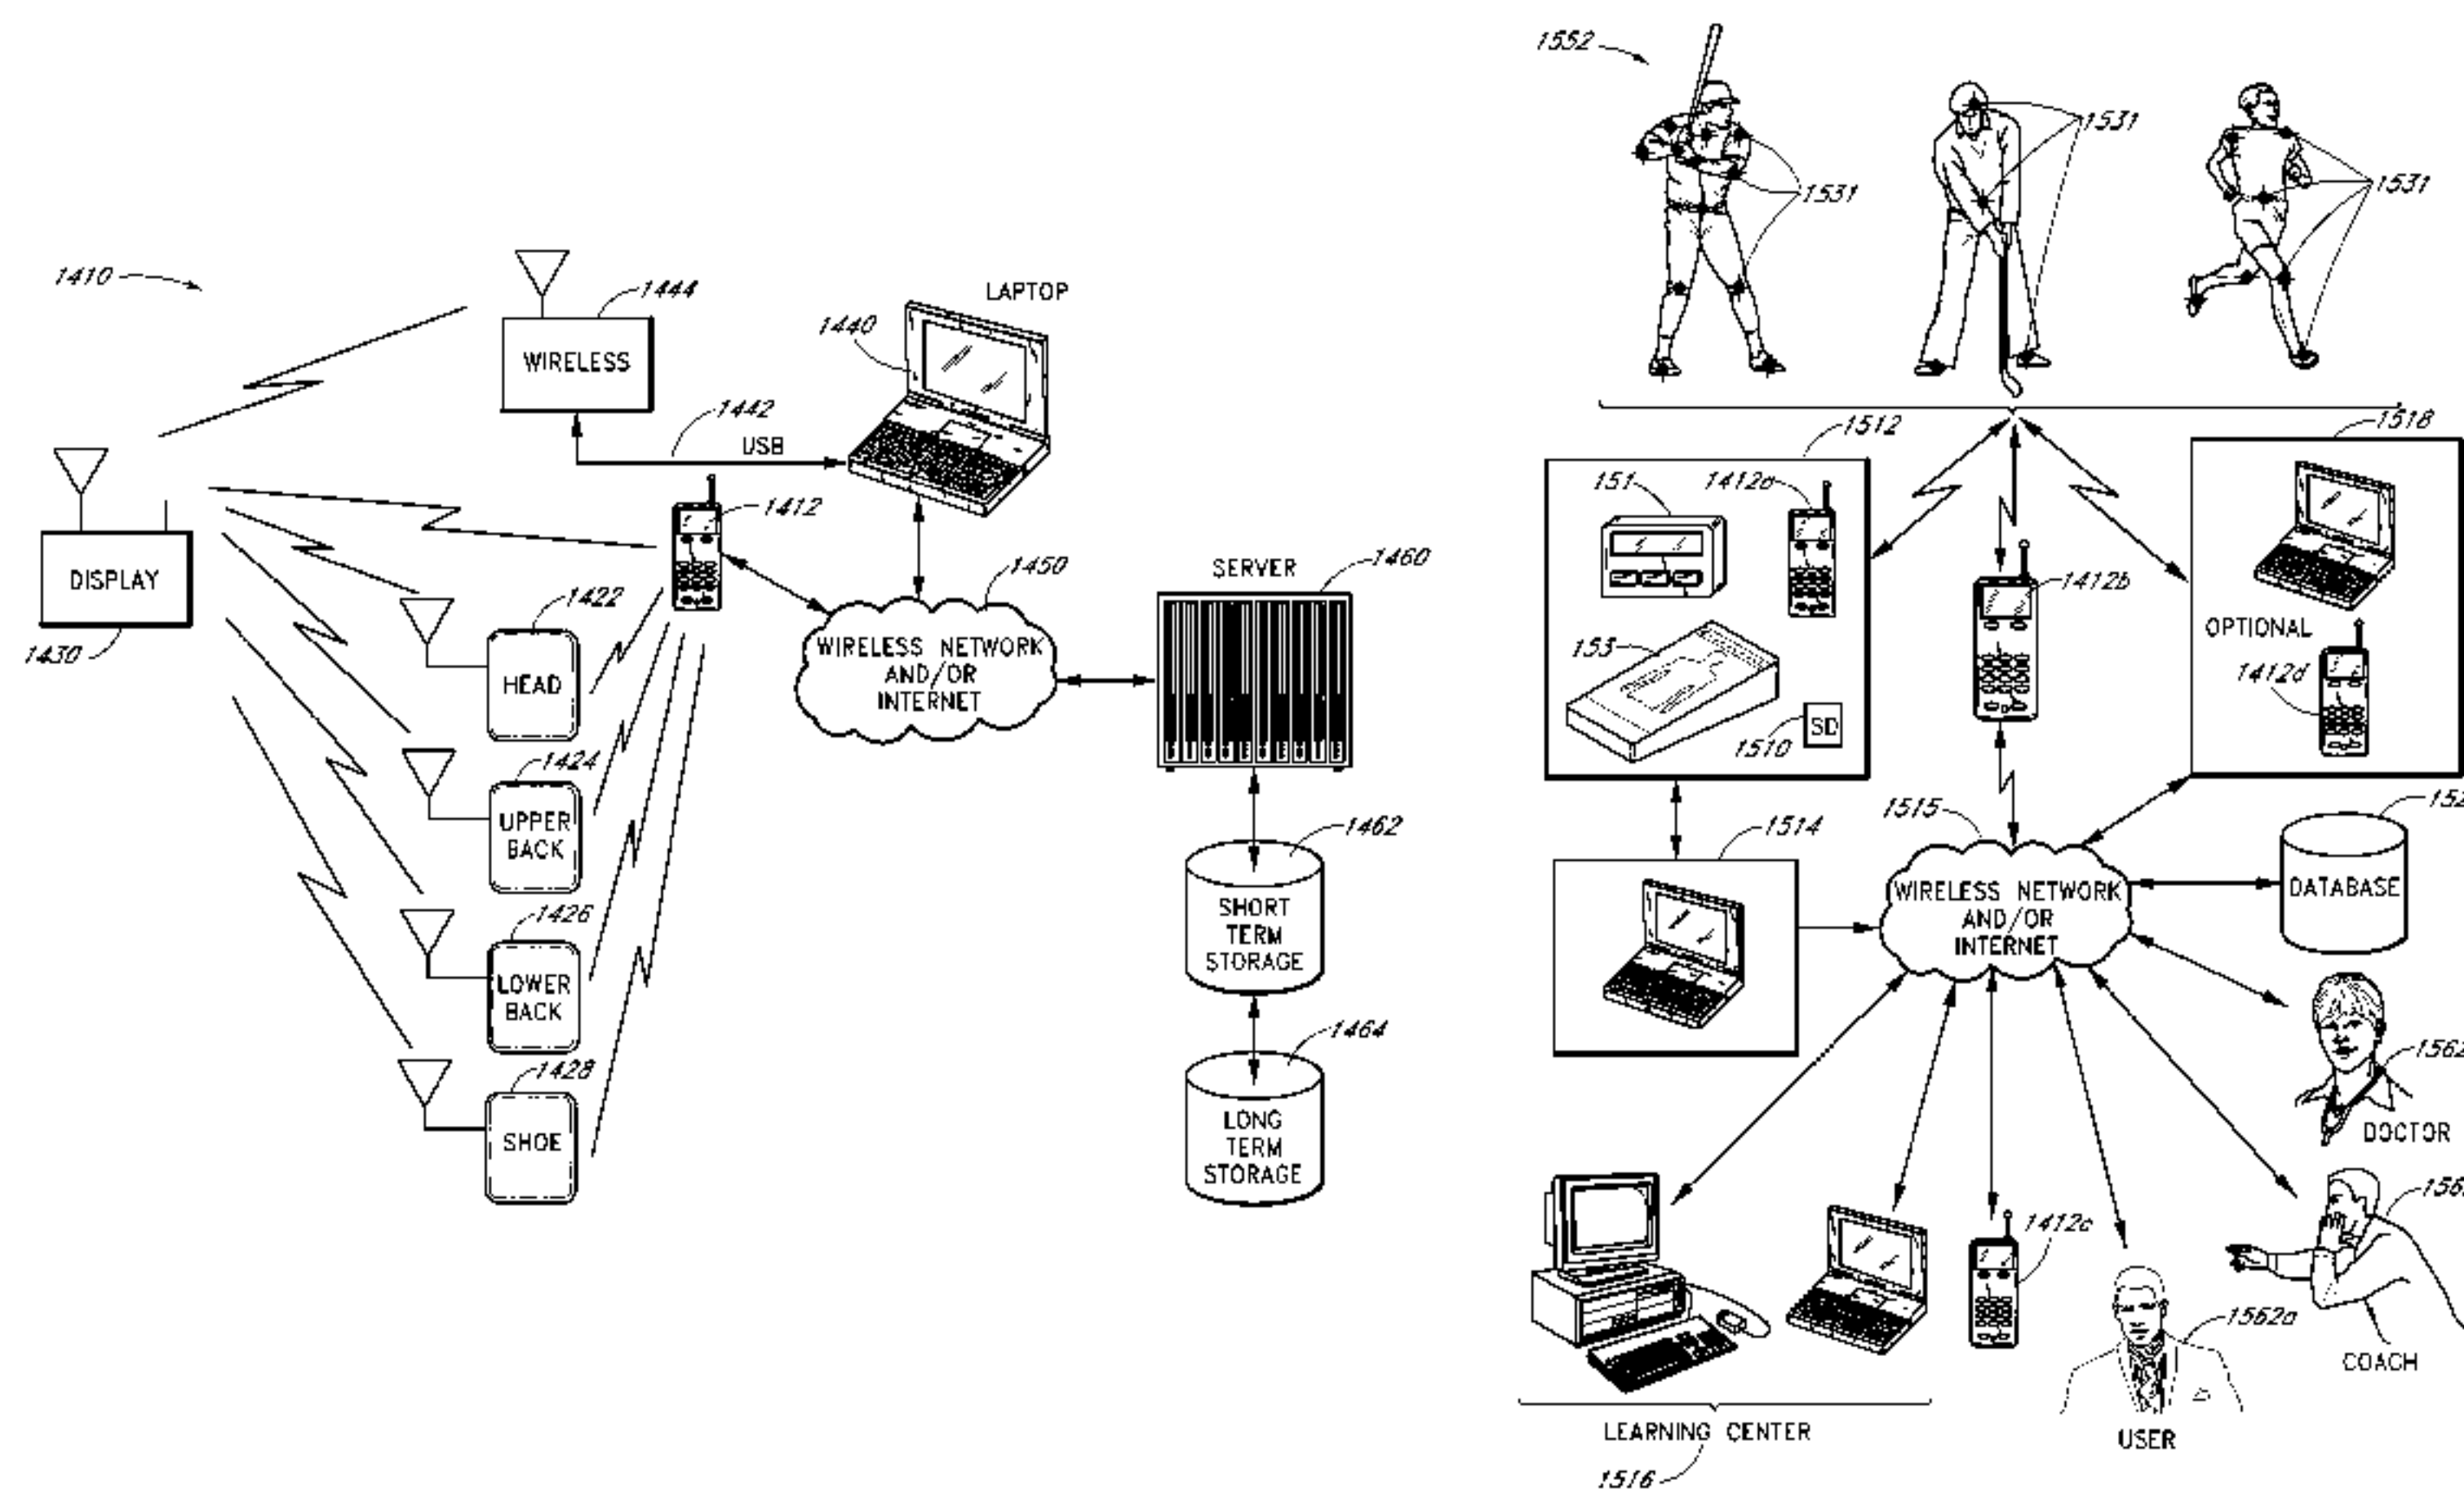 1410
1444
WIRELESS
LAPTOP
1440
1442
USB
1412
DISPLAY
1430
1422
HEAD
1424
UPPER
BACK
1426
LOWER
BACK
1428
SHOE
1450
WIRELESS NETWORK
AND/OR
INTERNET
SERVER
1460
1462
SHORT
TERM
STORAGE
1464
LONG
TERM
STORAGE
1552
1531
1531
1531
1512
151
1412a
153
1510
SD
1412b
1518
OPTIONAL
1412d
1514
1515
WIRELESS NETWORK
AND/OR
INTERNET
DATABASE
DOCTOR
1412c
1562a
COACH
USER
LEARNING CENTER
1516